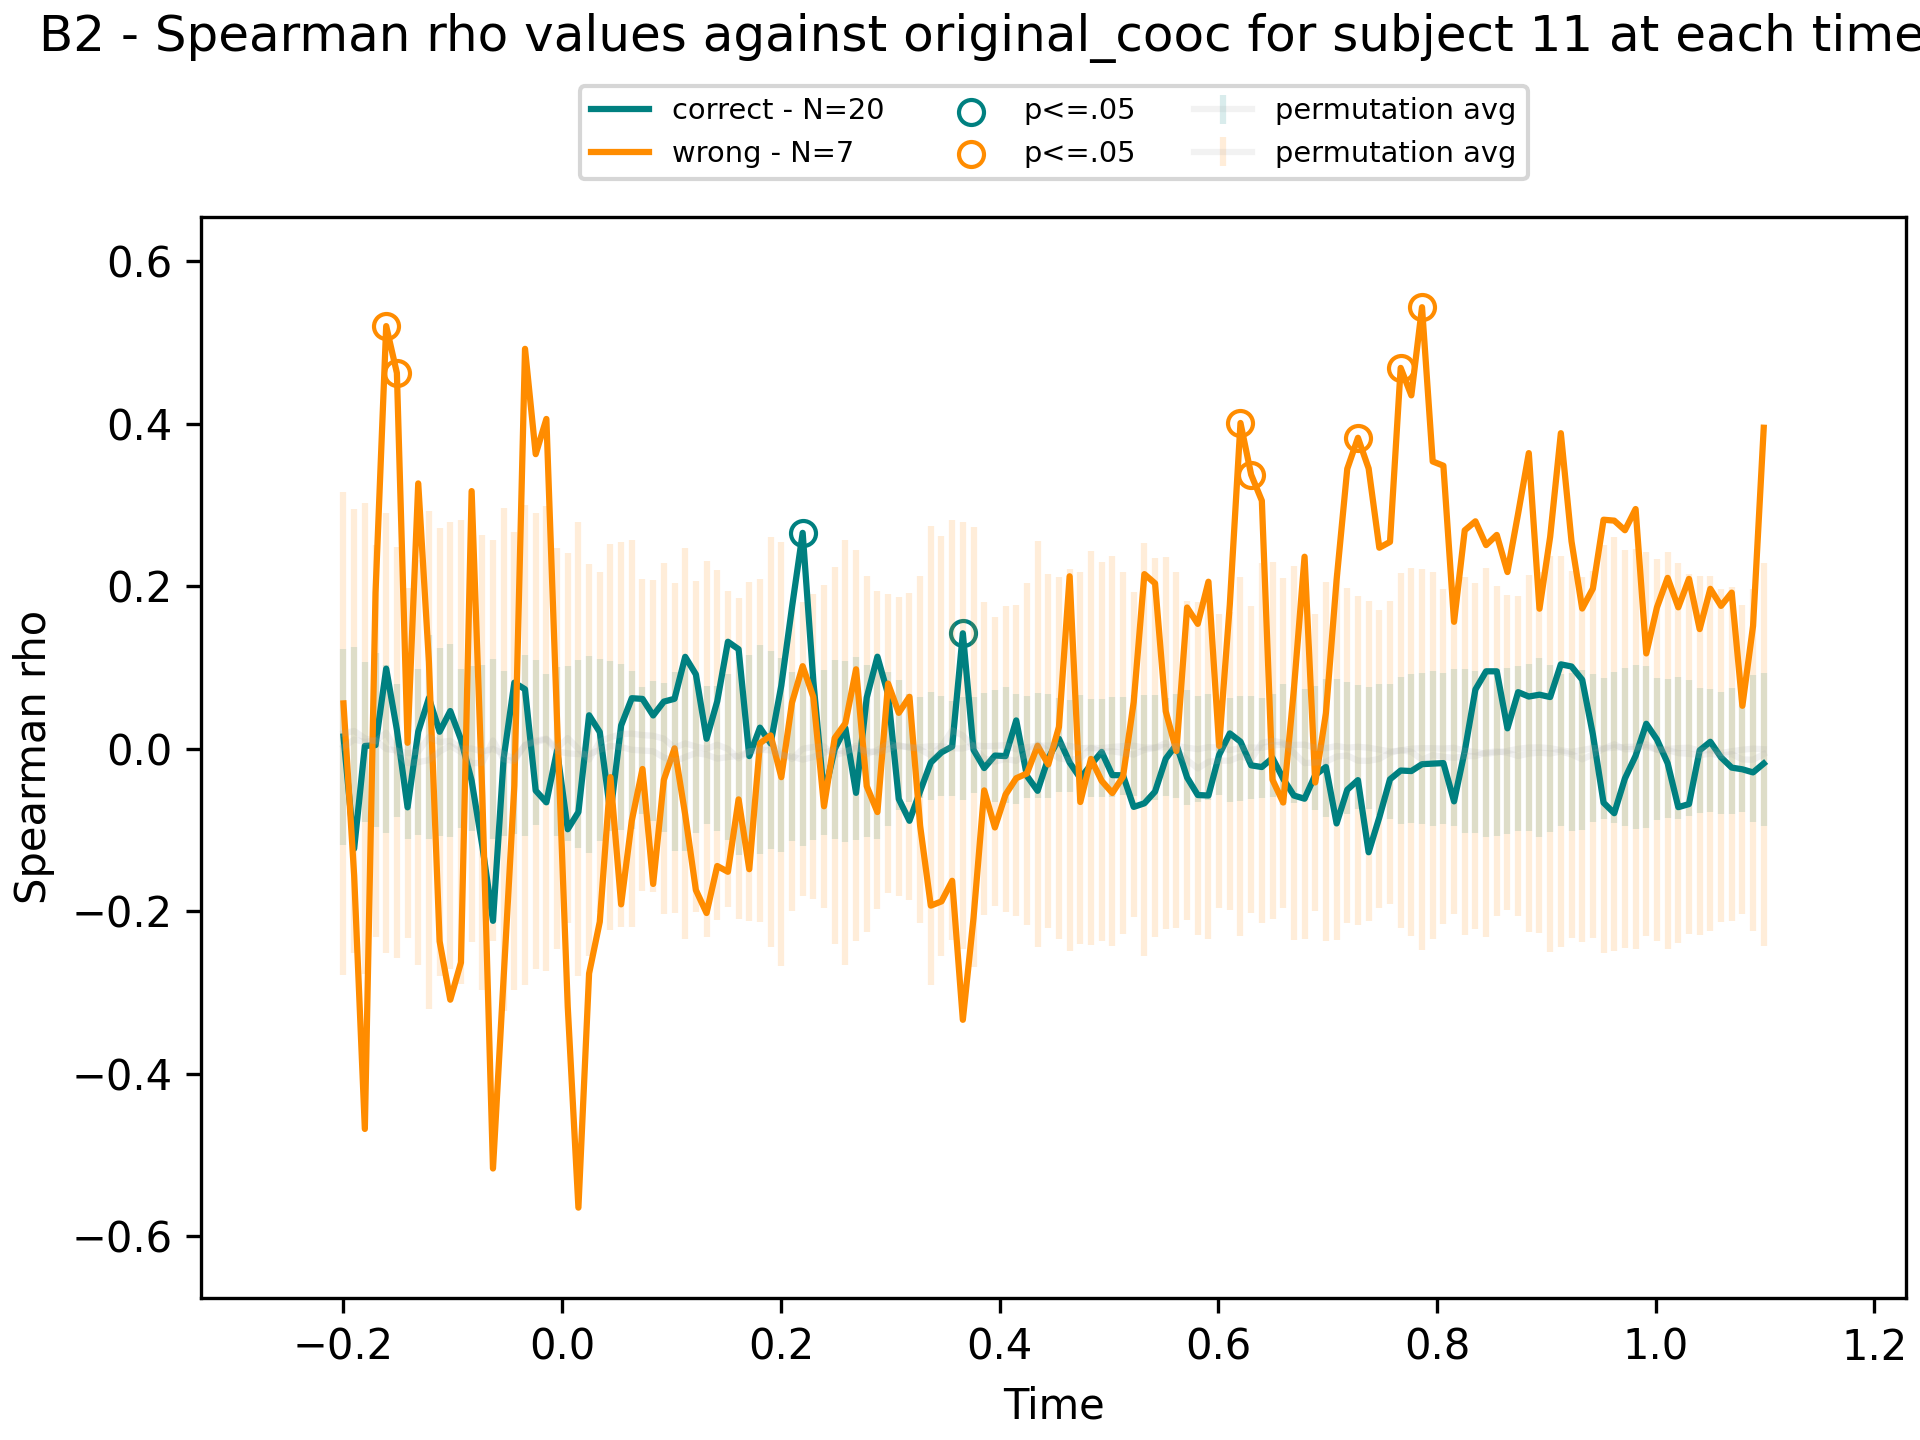 B2 - Spearman rho values against original_cooc for subject 11 at each time
correct - N=20
wrong - N=7
p<=.05
p<=.05
permutation avg
permutation avg
Spearman rho
0.6
0.4
0.2
0.0
−0.2
−0.4
−0.6
−0.2 0.0 0.2 0.4 0.6 0.8 1.0 1.2
Time